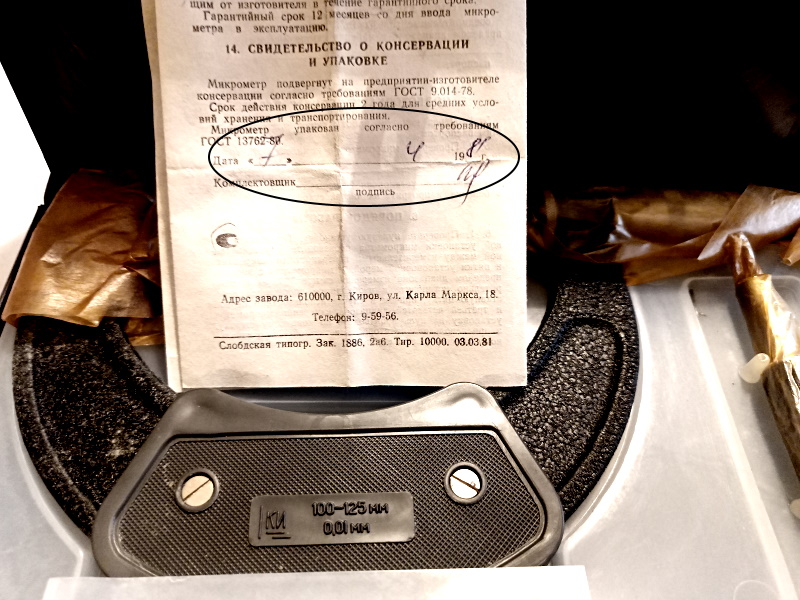 щим от изготовителя в течение гарантийного срока.
Гарантийный срок 12 месяцев со дня ввода микро-
метра в эксплуатацию.
14. СВИДЕТЕЛЬСТВО О КОНСЕРВАЦИИ
И УПАКОВКЕ
Микрометр подвергнут на предприятии-изготовителе
консервации согласно требованиям ГОСТ 9.014-78.
Срок действия консервации 2 года для средних усло-
вий хранения и транспортирования.
Микрометр упакован согласно требованиям
ГОСТ 13762-80.
Дата « 7 » 4 1981 г.
Комплектовщик
подпись
Адрес завода: 610000, г. Киров, ул. Карла Маркса, 18.
Телефон: 9-59-56.
Слобдская типогр. Зак. 1886, 2а6. Тир. 10000. 03.03.81
КИ
100–125 мм
0,01 мм